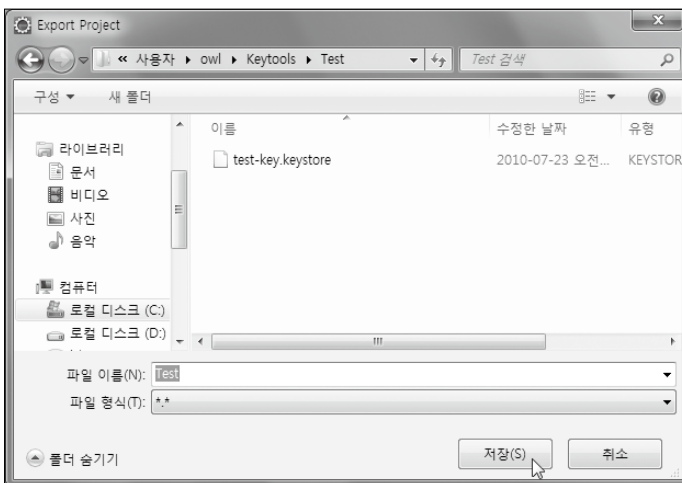 Export Project
« 사용자 ▸ owl ▸ Keytools ▸ Test
Test 검색
구성 ▼ 새 폴더
이름 수정한 날짜 유형
라이브러리
문서
비디오
사진
음악
컴퓨터
로컬 디스크 (C:)
로컬 디스크 (D:)
test-key.keystore 2010-07-23 오전... KEYSTOR
파일 이름(N): Test
파일 형식(T): *.*
폴더 숨기기
저장(S)
취소